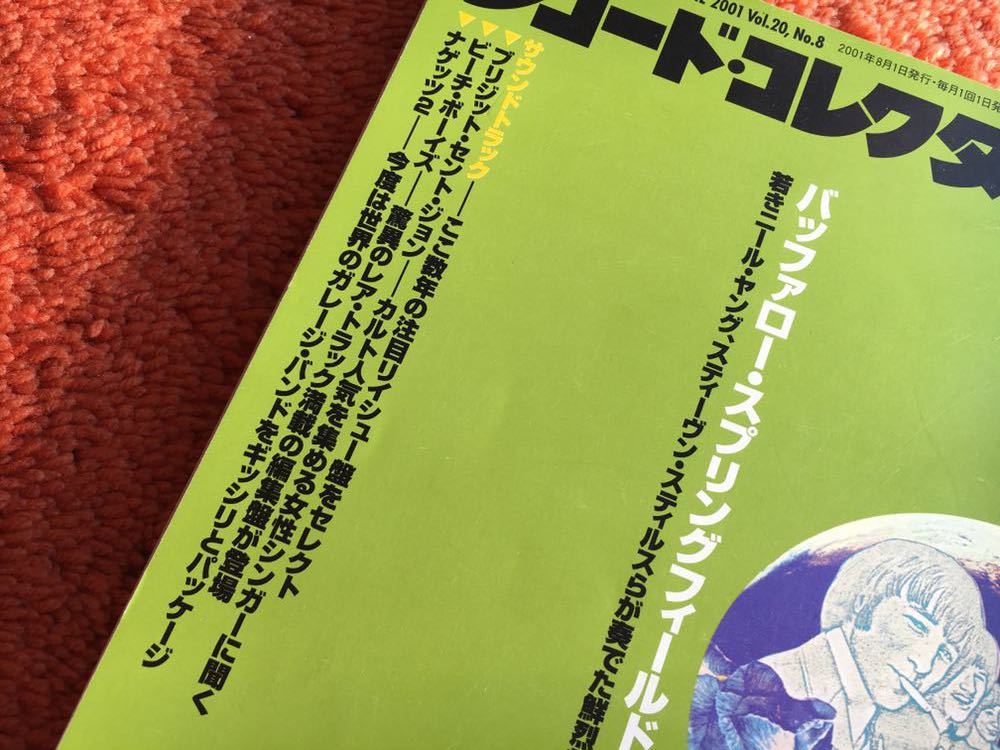 2001 Vol.20, No.8
2001年8月1日発行・毎月1回1日発
レコード・コレクタ
バッファロー・スプリングフィールド
若きニール・ヤング、スティーヴン・スティルスらが奏でた鮮烈
サウンドトラック——ここ数年の注目リイシュー盤をセレクト
▼ブリジット・セント・ジョン——カルト人気を集める女性シンガーに聞く
▼ビーチ・ボーイズ——驚異のレア・トラック満載の編集盤が登場
▼ナゲッツ2——今度は世界のガレージ・バンドをギッシリとパッケージ